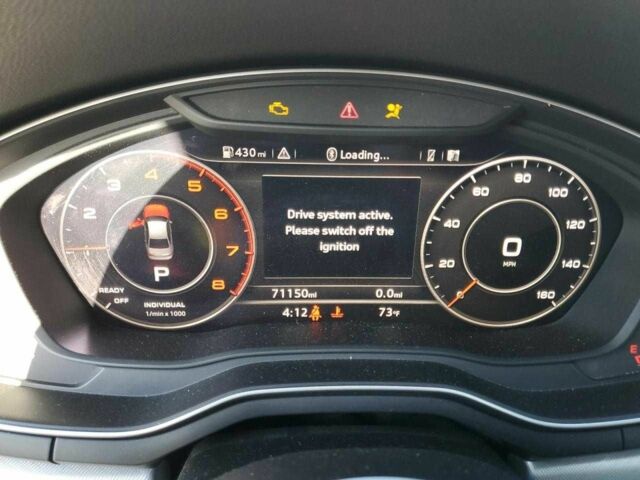 430 mi
Loading...
80
60
100
4
5
3
40
120
2
6
Drive system active.
Please switch off the
ignition
0
MPH
20
140
7
P
0
160
8
READY
OFF
INDIVIDUAL
1/min x 1000
71150mi
0.0mi
4:12
73°F
E